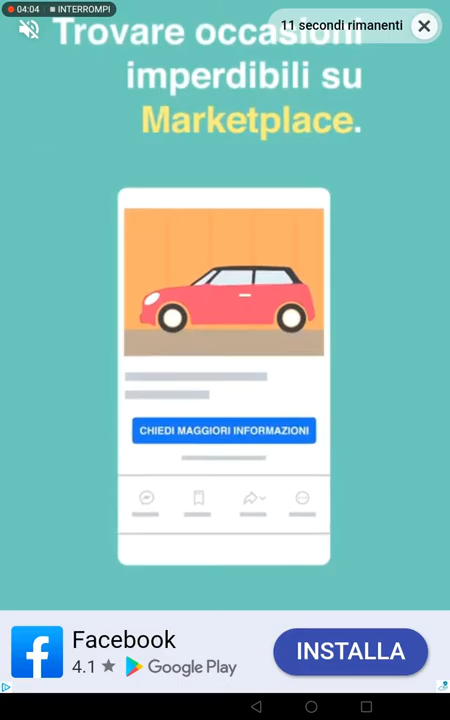 04:04 INTERROMPI
11 secondi rimanenti
Trovare occasioni
imperdibili su
Marketplace.
CHIEDI MAGGIORI INFORMAZIONI
Facebook
4.1 ★ Google Play
INSTALLA